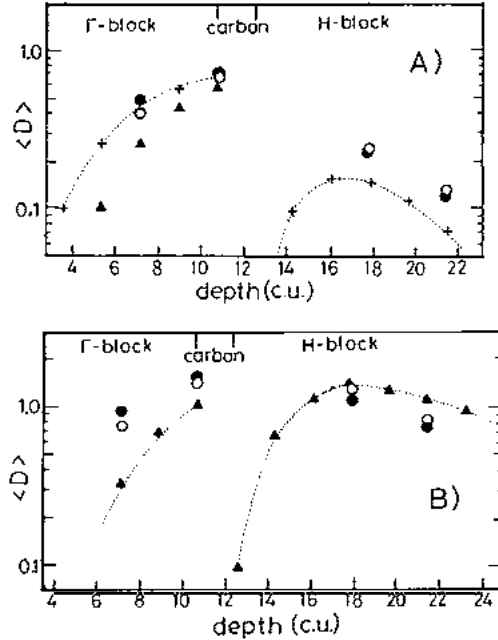 Γ-block carbon H-block
A)
1.0
<D>
0.1
4 6 8 10 12 14 16 18 20 22
depth (c.u.)
Γ-block carbon H-block
1.0
<D>
B)
0.1
4 6 8 10 12 14 16 18 20 22 24
depth (c.u.)